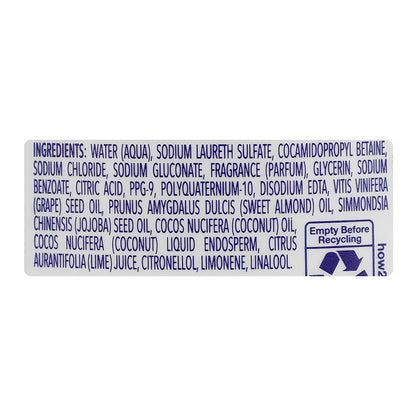 INGREDIENTS: WATER (AQUA), SODIUM LAURETH SULFATE, COCAMIDOPROPYL BETAINE,
SODIUM CHLORIDE, SODIUM GLUCONATE, FRAGRANCE (PARFUM), GLYCERIN, SODIUM
BENZOATE, CITRIC ACID, PPG-9, POLYQUATERNIUM-10, DISODIUM EDTA, VITIS VINIFERA
(GRAPE) SEED OIL, PRUNUS AMYGDALUS DULCIS (SWEET ALMOND) OIL, SIMMONDSIA
CHINENSIS (JOJOBA) SEED OIL, COCOS NUCIFERA (COCONUT) OIL,
COCOS NUCIFERA (COCONUT) LIQUID ENDOSPERM, CITRUS
AURANTIFOLIA (LIME) JUICE, CITRONELLOL, LIMONENE, LINALOOL.
Empty Before
Recycling
how2